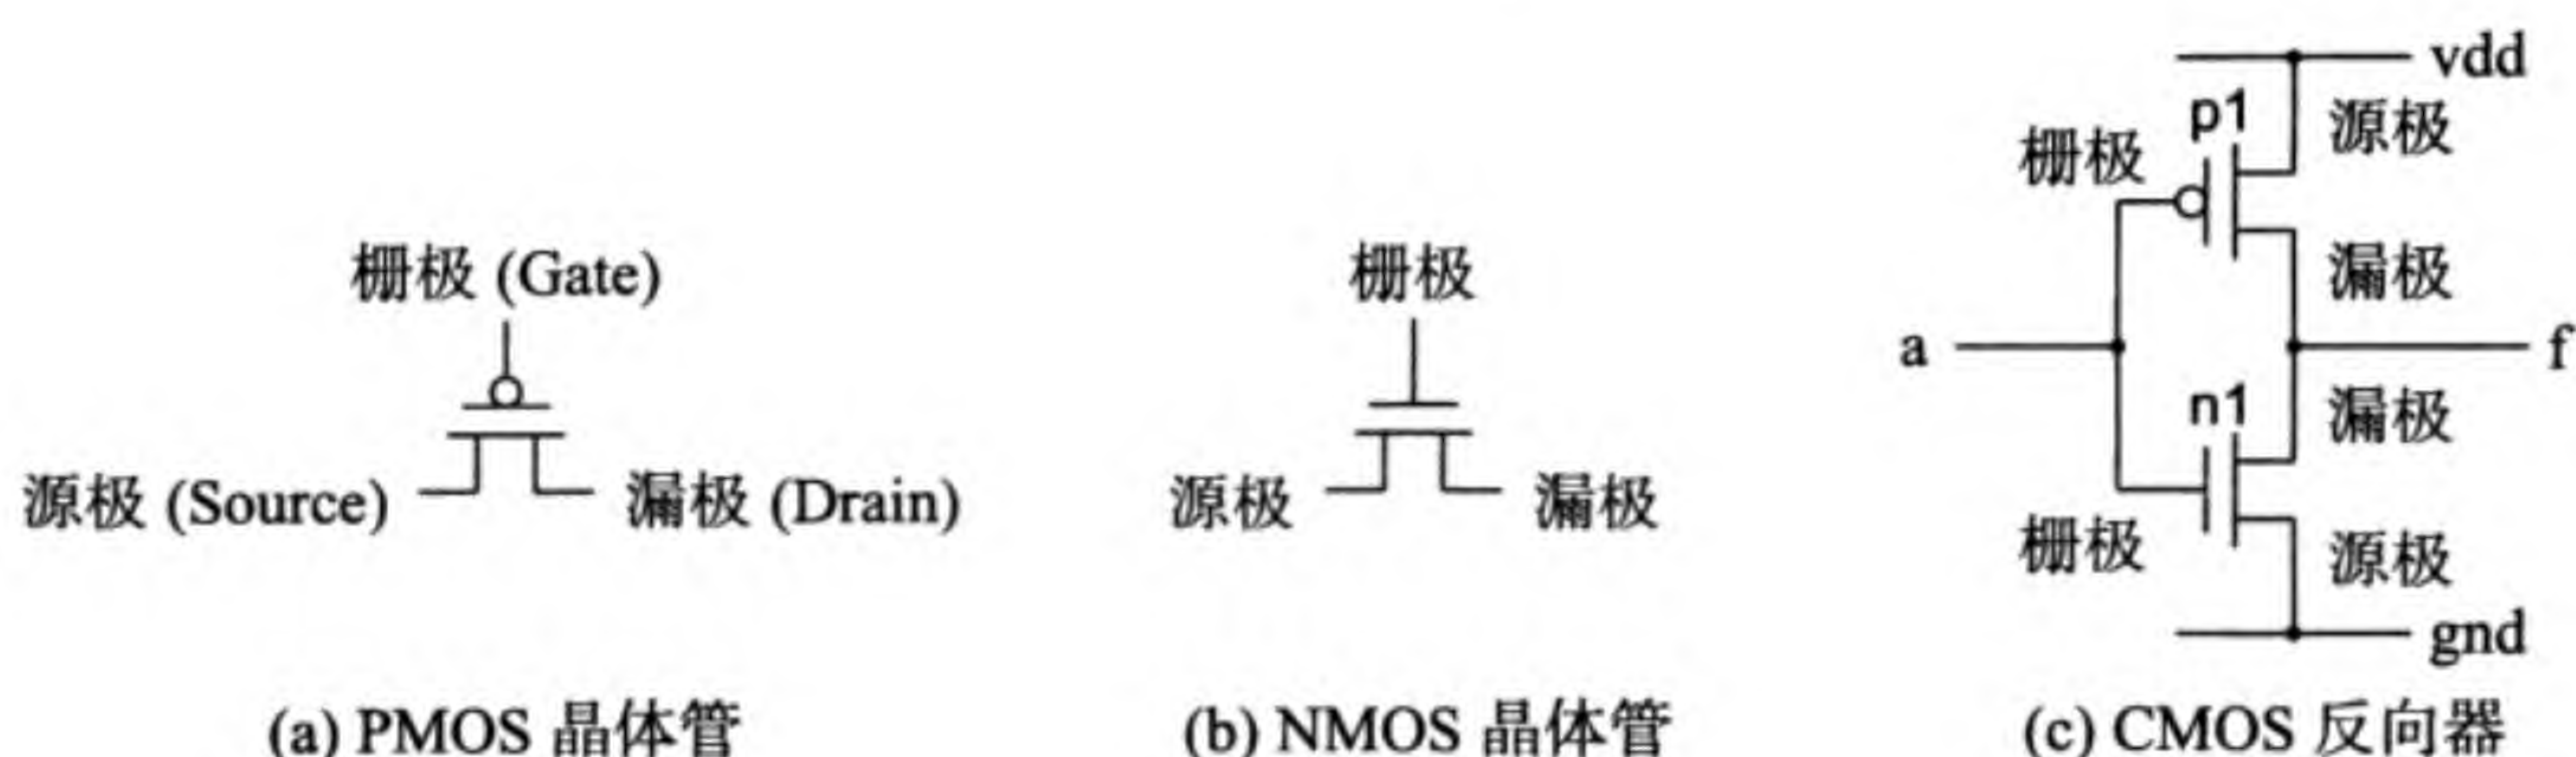 栅极 (Gate)
源极 (Source)
漏极 (Drain)
(a) PMOS 晶体管
栅极
源极
漏极
(b) NMOS 晶体管
vdd
p1
源极
栅极
漏极
a
f
n1
漏极
栅极
源极
gnd
(c) CMOS 反向器